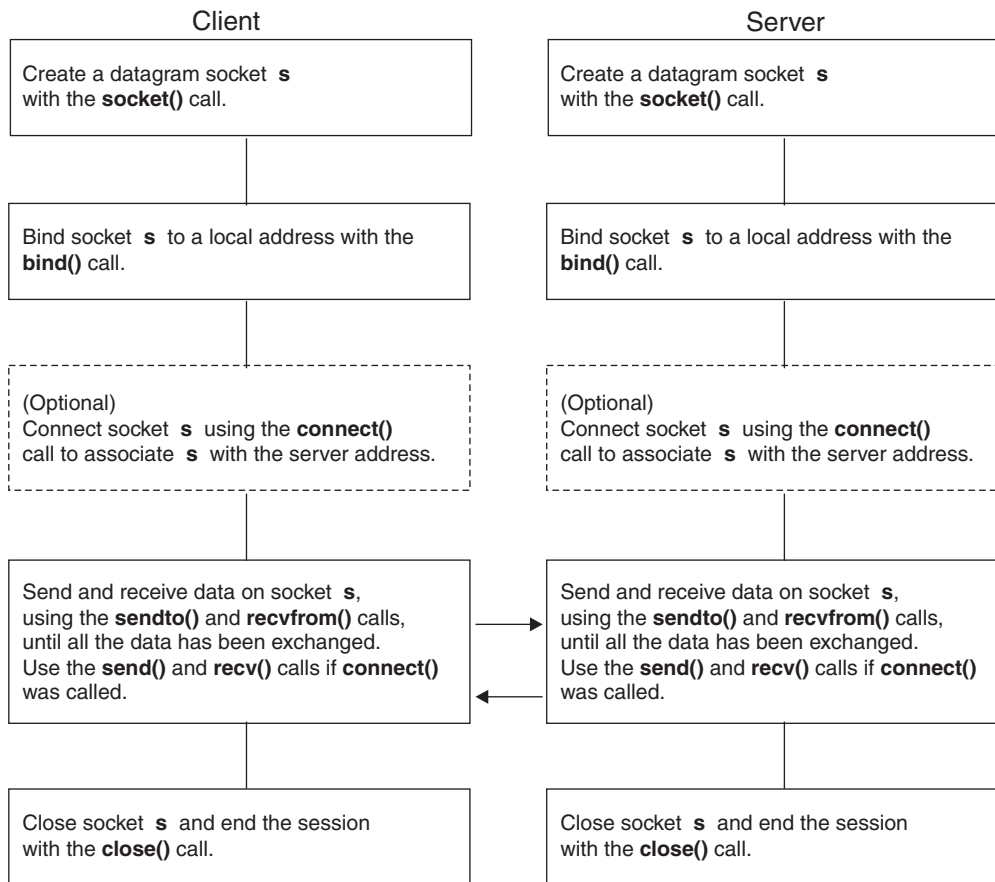 Client
Create a datagram socket s
with the socket() call.
Bind socket s to a local address with the
bind() call.
(Optional)
Connect socket s using the connect()
call to associate s with the server address.
Send and receive data on socket s,
using the sendto() and recvfrom() calls,
until all the data has been exchanged.
Use the send() and recv() calls if connect()
was called.
Close socket s and end the session
with the close() call.
Server
Create a datagram socket s
with the socket() call.
Bind socket s to a local address with the
bind() call.
(Optional)
Connect socket s using the connect()
call to associate s with the server address.
Send and receive data on socket s,
using the sendto() and recvfrom() calls,
until all the data has been exchanged.
Use the send() and recv() calls if connect()
was called.
Close socket s and end the session
with the close() call.